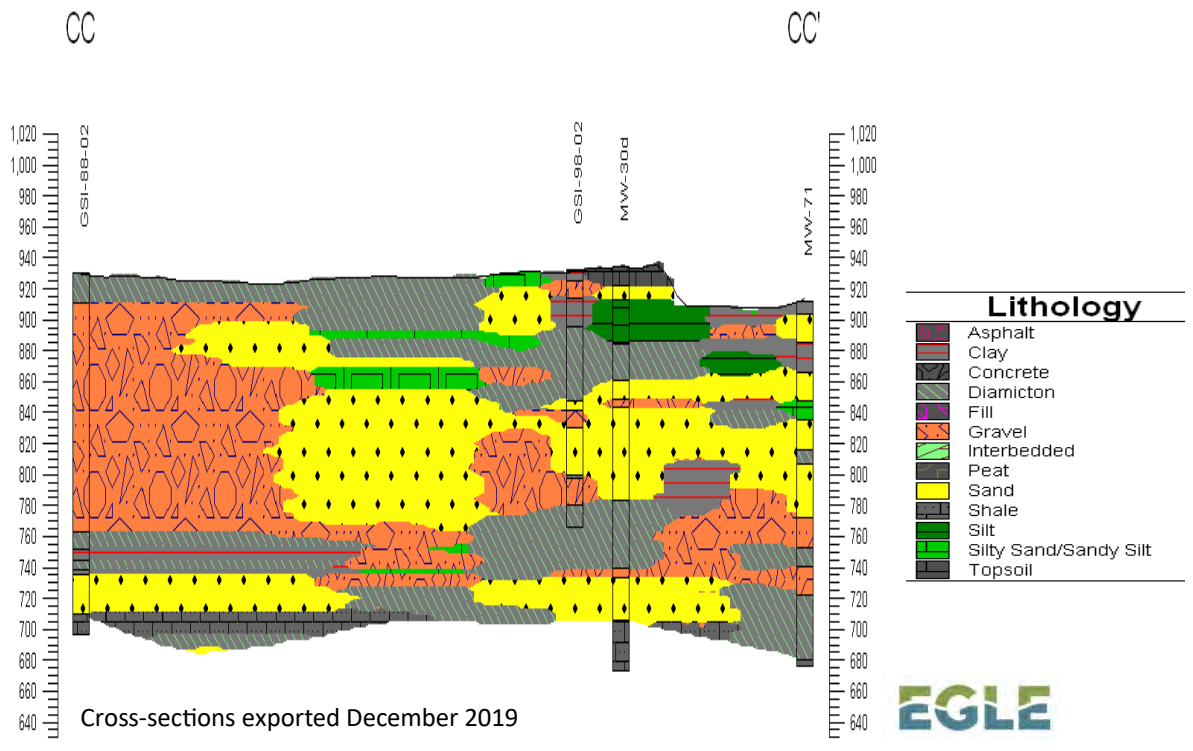 CC
CC'
GSI-88-02
GSI-98-02
MW-30d
MW-71
1,020
1,000
980
960
940
920
900
880
860
840
820
800
780
760
740
720
700
680
660
640
1,020
1,000
980
960
940
920
900
880
860
840
820
800
780
760
740
720
700
680
660
640
Lithology
Asphalt
Clay
Concrete
Diamicton
Fill
Gravel
Interbedded
Peat
Sand
Shale
Silt
Silty Sand/Sandy Silt
Topsoil
Cross-sections exported December 2019
EGLE